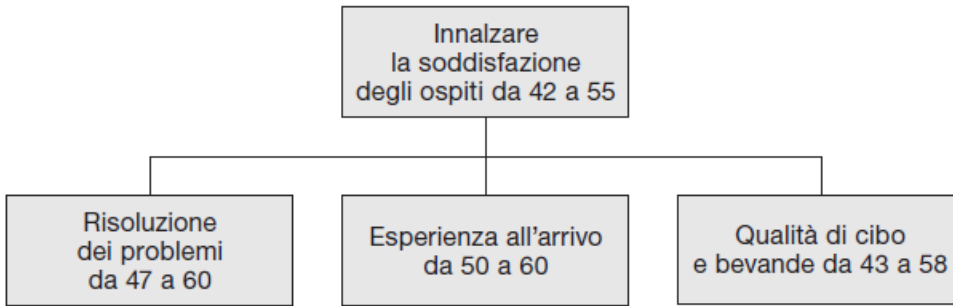 Innalzare
la soddisfazione
degli ospiti da 42 a 55
Risoluzione
dei problemi
da 47 a 60
Esperienza all'arrivo
da 50 a 60
Qualità di cibo
e bevande da 43 a 58